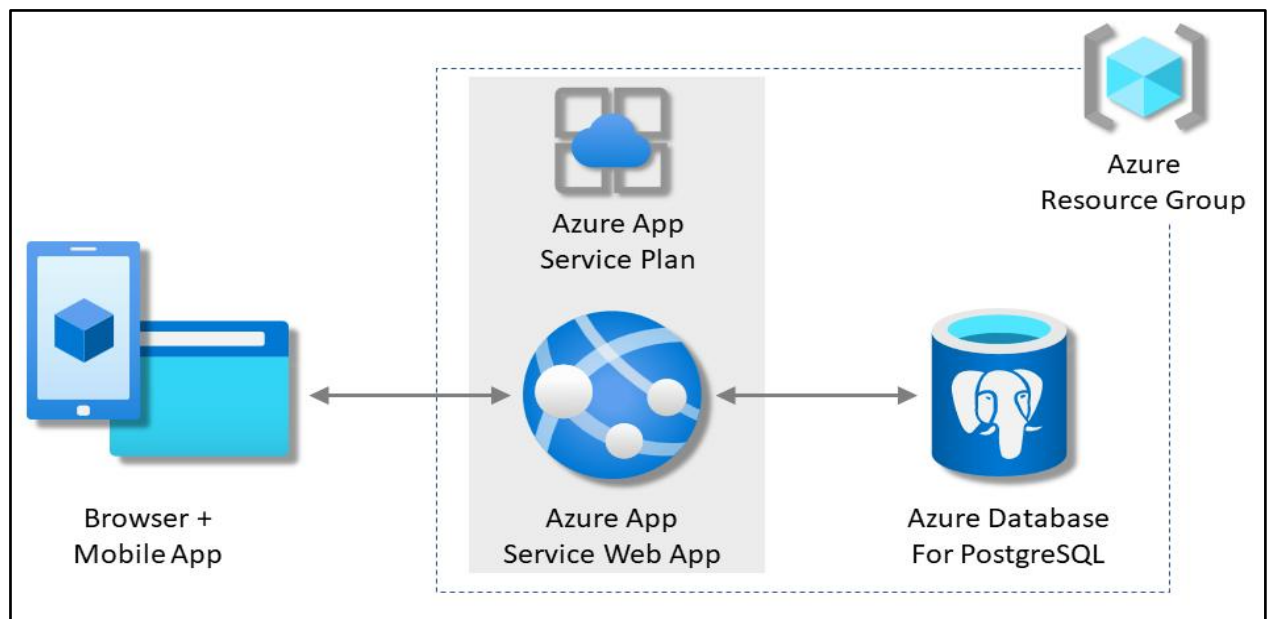 Azure
Resource Group
Azure App
Service Plan
Browser +
Mobile App
Azure App
Service Web App
Azure Database
For PostgreSQL